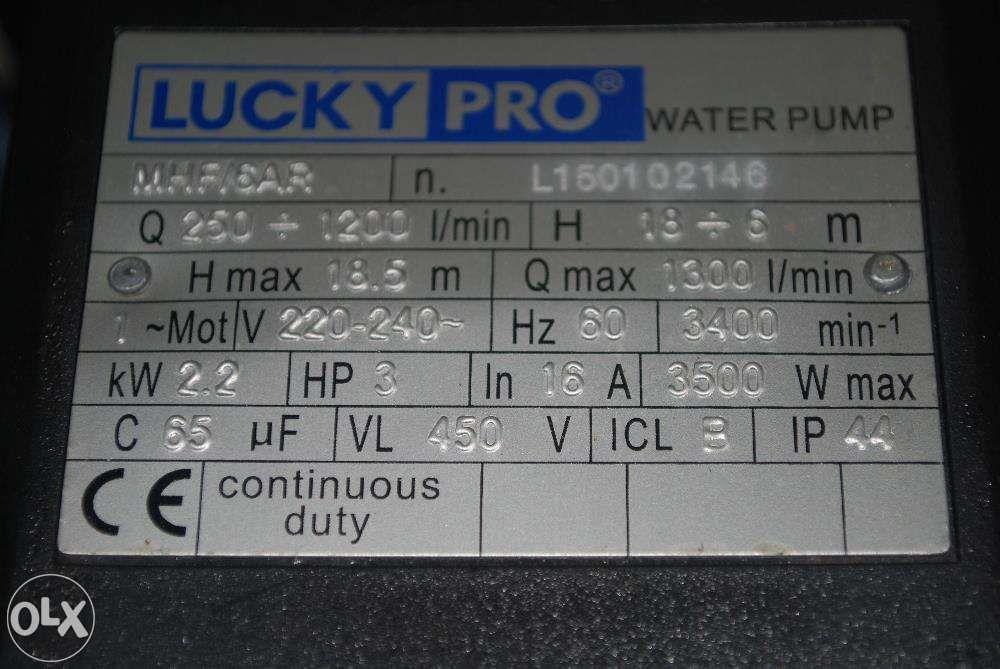 LUCKY PRO® WATER PUMP
MHF/6AR n. L150102146
Q 250 ÷ 1200 l/min H 18 ÷ 6 m
H max 18.5 m Q max 1300 l/min
1 ~Mot V 220-240~ Hz 60 3400 min-1
kW 2.2 HP 3 In 16 A 3500 W max
C 65 µF VL 450 V ICL B IP 44
CE continuous
duty
OLX